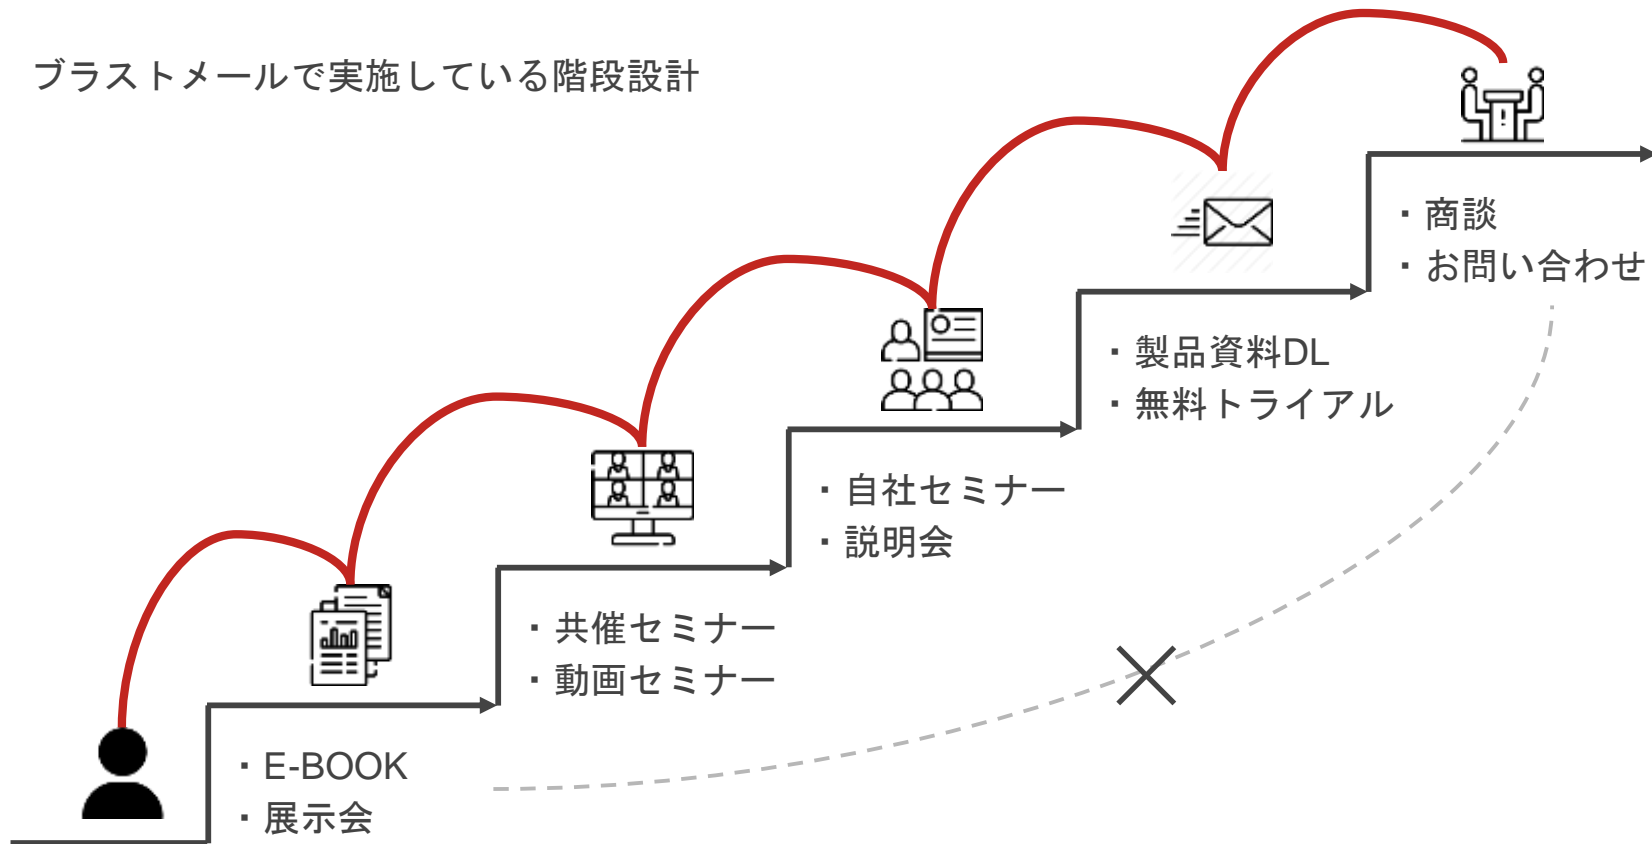 ブラストメールで実施している階段設計
・商談
・お問い合わせ
・製品資料DL
・無料トライアル
・自社セミナー
・説明会
・共催セミナー
・動画セミナー
・E-BOOK
・展示会